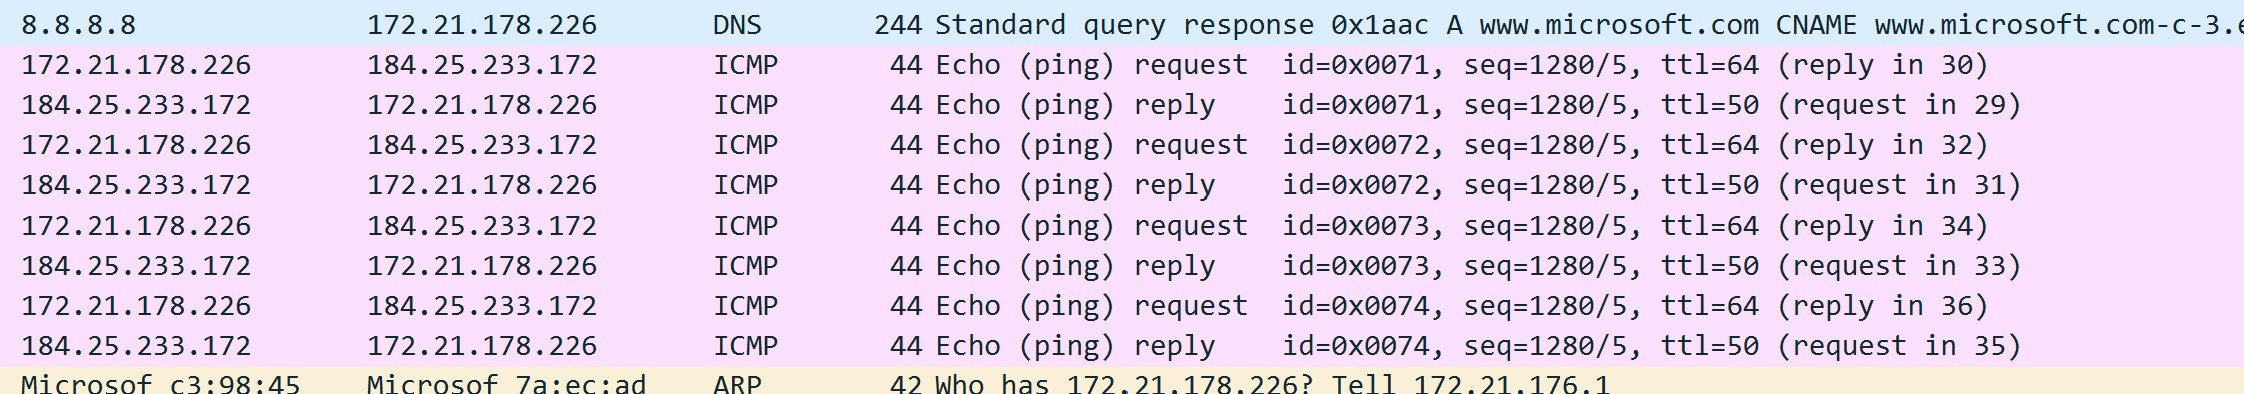 8.8.8.8 172.21.178.226 DNS 244 Standard query response 0x1aac A www.microsoft.com CNAME www.microsoft.com-c-3.e
172.21.178.226 184.25.233.172 ICMP 44 Echo (ping) request id=0x0071, seq=1280/5, ttl=64 (reply in 30)
184.25.233.172 172.21.178.226 ICMP 44 Echo (ping) reply id=0x0071, seq=1280/5, ttl=50 (request in 29)
172.21.178.226 184.25.233.172 ICMP 44 Echo (ping) request id=0x0072, seq=1280/5, ttl=64 (reply in 32)
184.25.233.172 172.21.178.226 ICMP 44 Echo (ping) reply id=0x0072, seq=1280/5, ttl=50 (request in 31)
172.21.178.226 184.25.233.172 ICMP 44 Echo (ping) request id=0x0073, seq=1280/5, ttl=64 (reply in 34)
184.25.233.172 172.21.178.226 ICMP 44 Echo (ping) reply id=0x0073, seq=1280/5, ttl=50 (request in 33)
172.21.178.226 184.25.233.172 ICMP 44 Echo (ping) request id=0x0074, seq=1280/5, ttl=64 (reply in 36)
184.25.233.172 172.21.178.226 ICMP 44 Echo (ping) reply id=0x0074, seq=1280/5, ttl=50 (request in 35)
Microsof_c3:98:45 Microsof_7a:ec:ad ARP 42 Who has 172.21.178.226? Tell 172.21.176.1